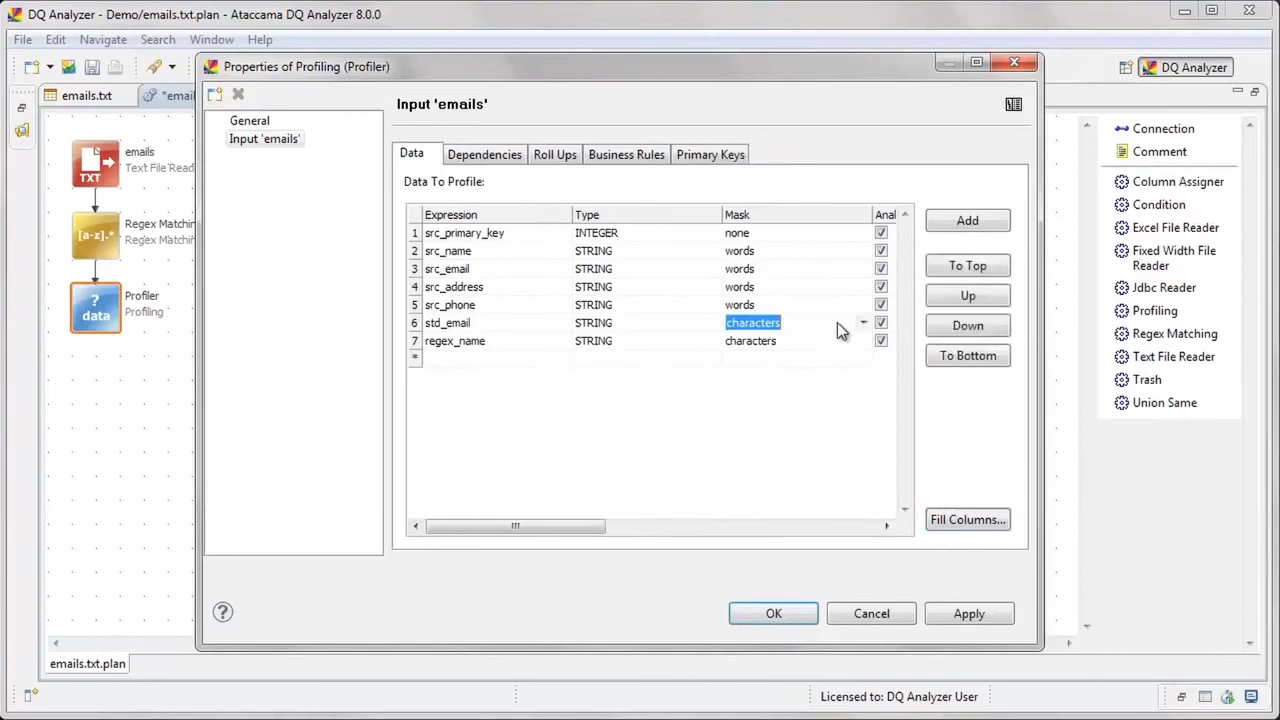 DQ Analyzer - Demo/emails.txt.plan - Ataccama DQ Analyzer 8.0.0
File Edit Navigate Search Window Help
DQ Analyzer
emails.txt
*email
Properties of Profiling (Profiler)
General
Input 'emails'
Input 'emails'
Data Dependencies Roll Ups Business Rules Primary Keys
Data To Profile:
Expression Type Mask Anal
1 src_primary_key INTEGER none
2 src_name STRING words
3 src_email STRING words
4 src_address STRING words
5 src_phone STRING words
6 std_email STRING characters
7 regex_name STRING characters
*
Add
To Top
Up
Down
To Bottom
Fill Columns...
OK Cancel Apply
TXT
emails
Text File Read
[a-z].*
Regex Matchin
Regex Matchin
?
data
Profiler
Profiling
Connection
Comment
Column Assigner
Condition
Excel File Reader
Fixed Width File
Reader
Jdbc Reader
Profiling
Regex Matching
Text File Reader
Trash
Union Same
emails.txt.plan
Licensed to: DQ Analyzer User